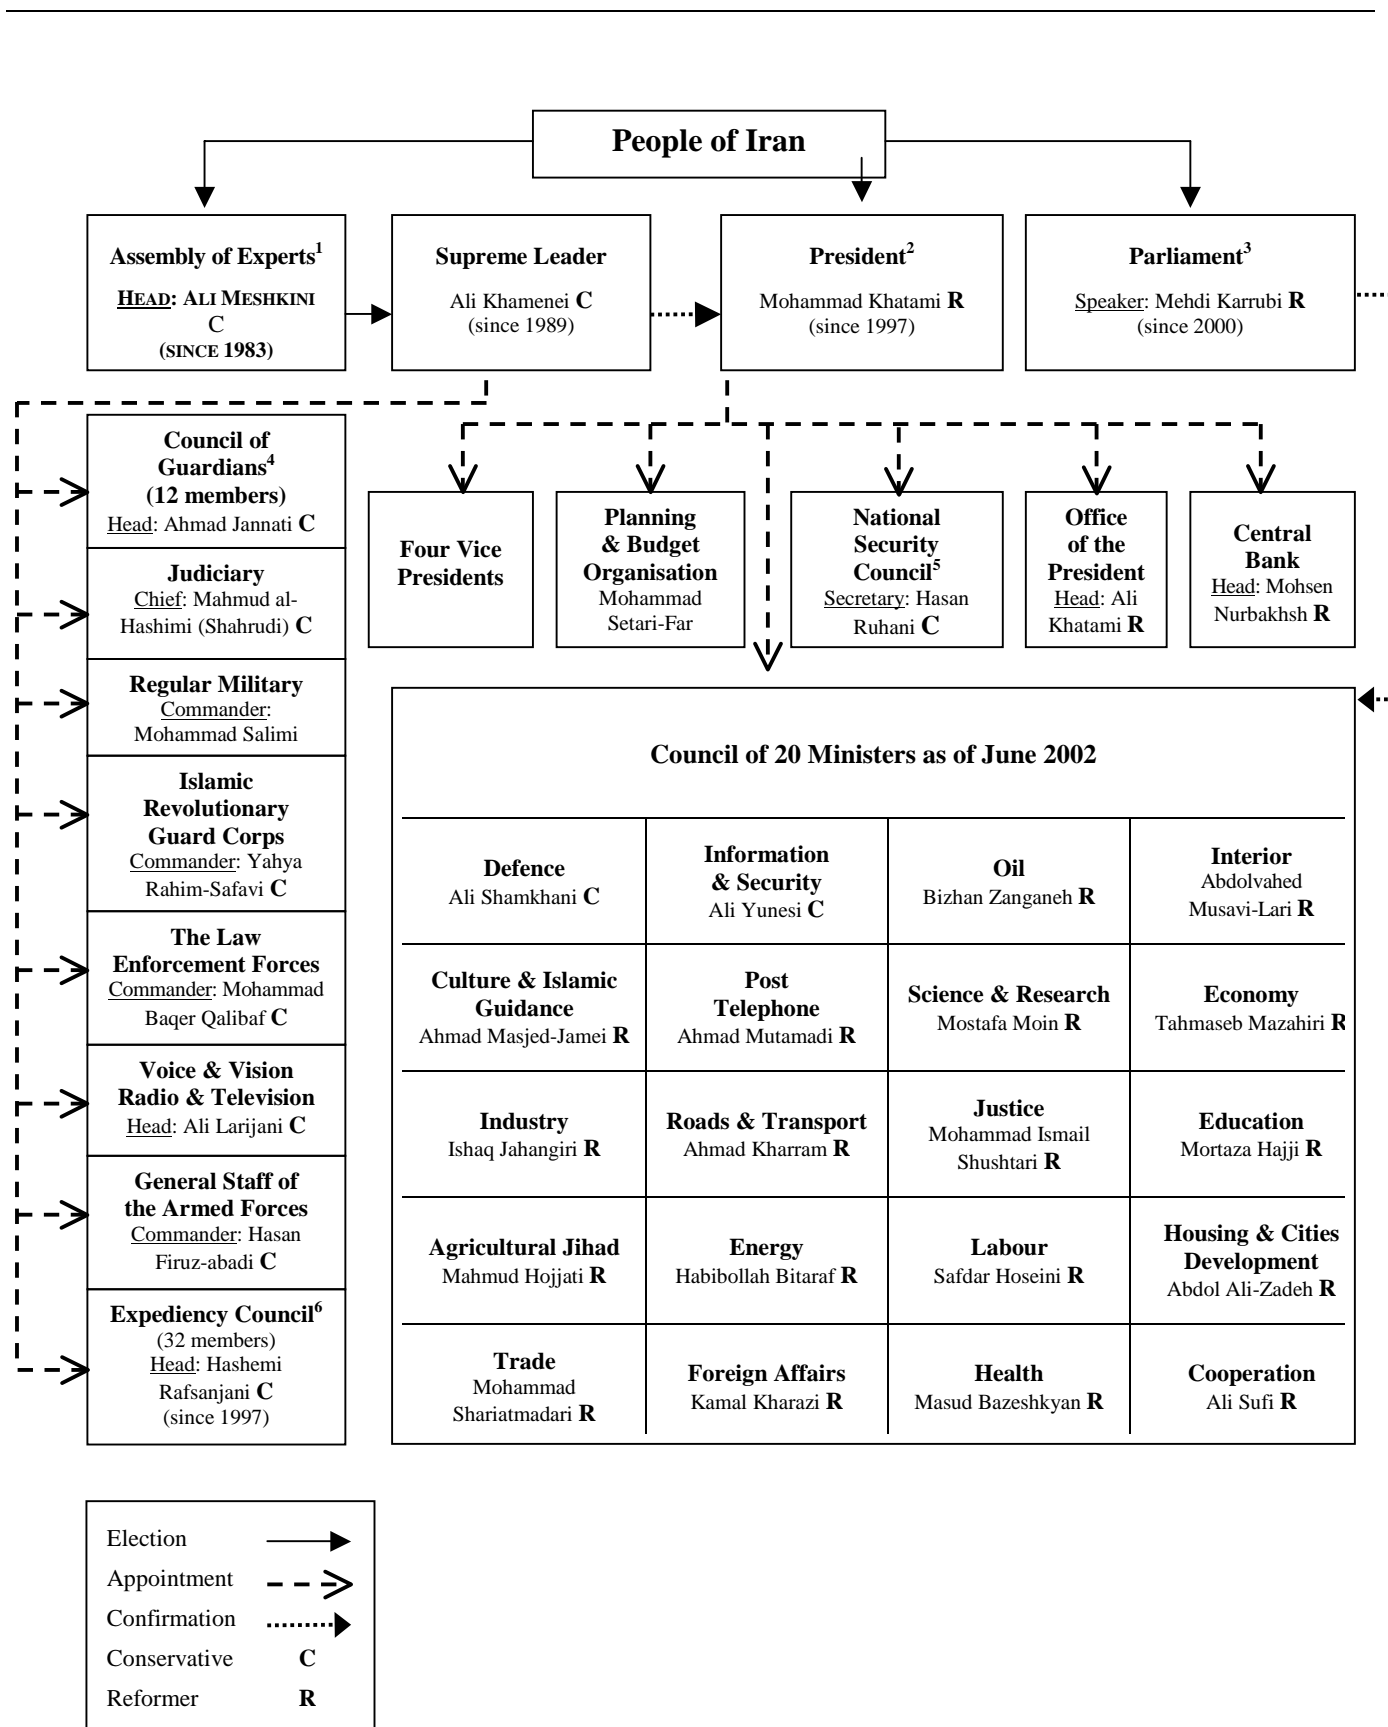 People of Iran
Assembly of Experts1
HEAD: ALI MESHKINI
C
(SINCE 1983)
Supreme Leader
Ali Khamenei C
(since 1989)
President2
Mohammad Khatami R
(since 1997)
Parliament3
Speaker: Mehdi Karrubi R
(since 2000)
Council of
Guardians4
(12 members)
Head: Ahmad Jannati C
Judiciary
Chief: Mahmud al-
Hashimi (Shahrudi) C
Regular Military
Commander:
Mohammad Salimi
Islamic
Revolutionary
Guard Corps
Commander: Yahya
Rahim-Safavi C
The Law
Enforcement Forces
Commander: Mohammad
Baqer Qalibaf C
Voice & Vision
Radio & Television
Head: Ali Larijani C
General Staff of
the Armed Forces
Commander: Hasan
Firuz-abadi C
Expediency Council6
(32 members)
Head: Hashemi
Rafsanjani C
(since 1997)
Four Vice
Presidents
Planning
& Budget
Organisation
Mohammad
Setari-Far
National
Security
Council5
Secretary: Hasan
Ruhani C
Office
of the
President
Head: Ali
Khatami R
Central
Bank
Head: Mohsen
Nurbakhsh R
Council of 20 Ministers as of June 2002
Defence
Ali Shamkhani C
Information
& Security
Ali Yunesi C
Oil
Bizhan Zanganeh R
Interior
Abdolvahed
Musavi-Lari R
Culture & Islamic
Guidance
Ahmad Masjed-Jamei R
Post
Telephone
Ahmad Mutamadi R
Science & Research
Mostafa Moin R
Economy
Tahmaseb Mazahiri R
Industry
Ishaq Jahangiri R
Roads & Transport
Ahmad Kharram R
Justice
Mohammad Ismail
Shushtari R
Education
Mortaza Hajji R
Agricultural Jihad
Mahmud Hojjati R
Energy
Habibollah Bitaraf R
Labour
Safdar Hoseini R
Housing & Cities
Development
Abdol Ali-Zadeh R
Trade
Mohammad
Shariatmadari R
Foreign Affairs
Kamal Kharazi R
Health
Masud Bazeshkyan R
Cooperation
Ali Sufi R
Election
Appointment
Confirmation
Conservative C
Reformer R